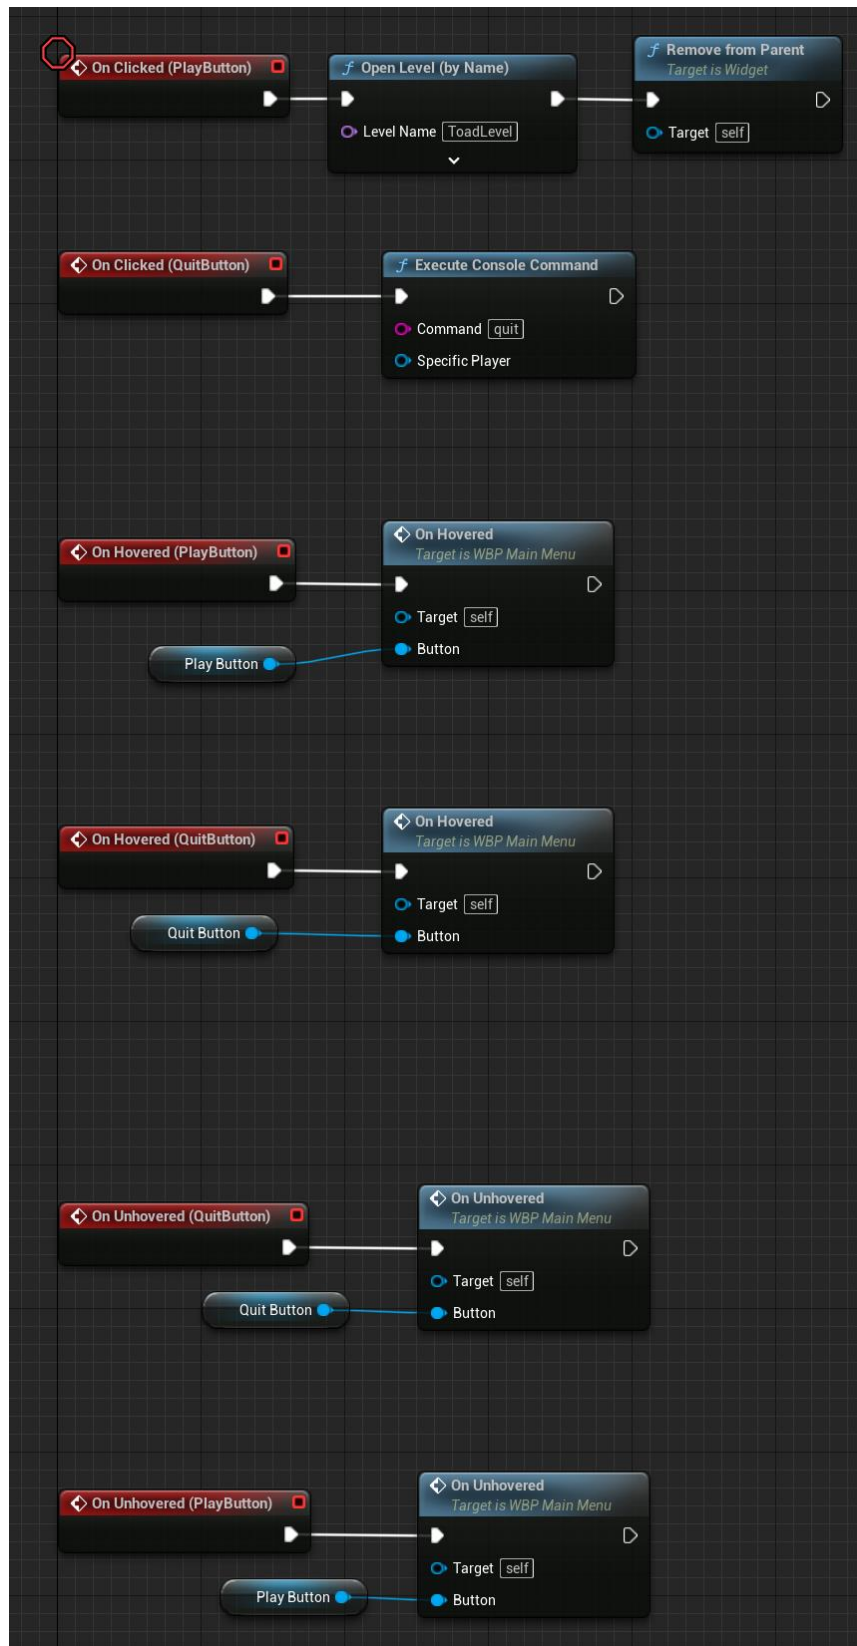 On Clicked (PlayButton)
Open Level (by Name)
Level Name ToadLevel
Remove from Parent
Target is Widget
Target self
On Clicked (QuitButton)
Execute Console Command
Command quit
Specific Player
On Hovered (PlayButton)
Play Button
On Hovered
Target is WBP Main Menu
Target self
Button
On Hovered (QuitButton)
Quit Button
On Hovered
Target is WBP Main Menu
Target self
Button
On Unhovered (QuitButton)
Quit Button
On Unhovered
Target is WBP Main Menu
Target self
Button
On Unhovered (PlayButton)
Play Button
On Unhovered
Target is WBP Main Menu
Target self
Button